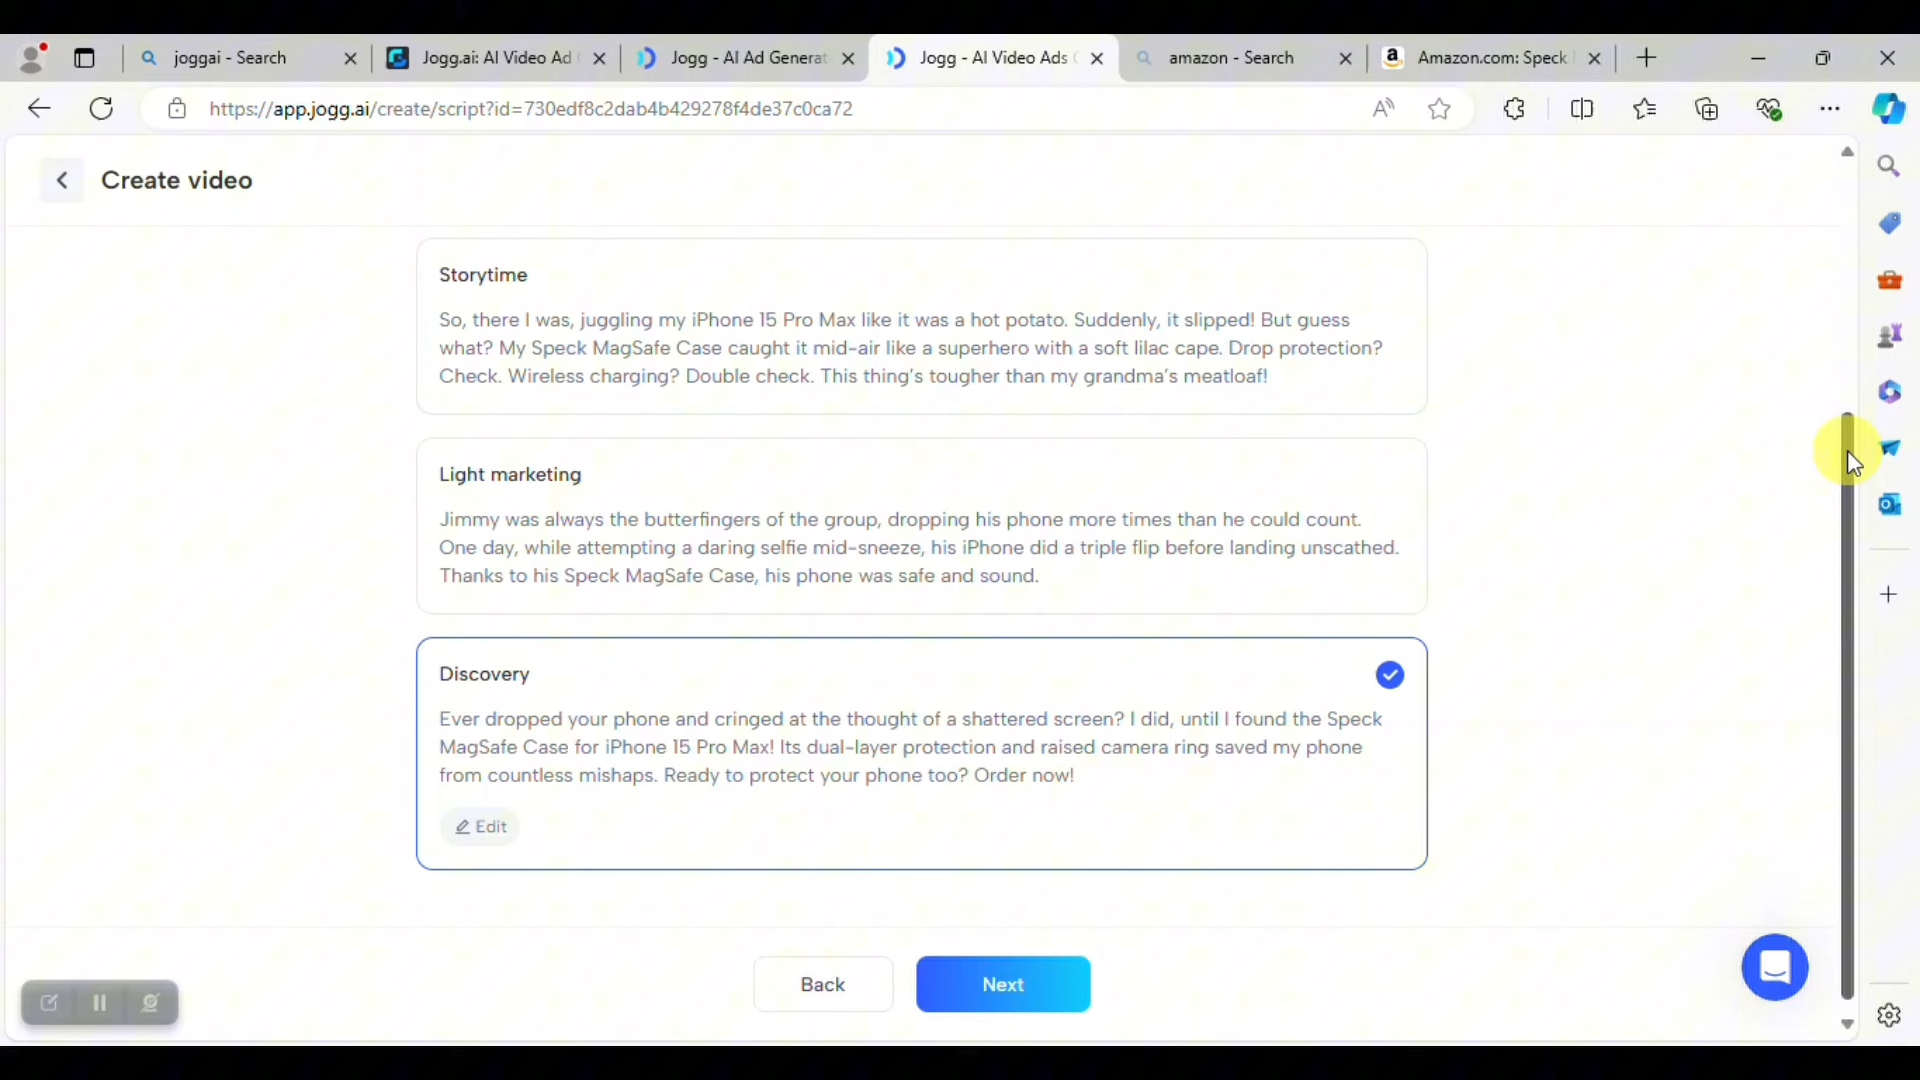 joggai - Search
Jogg.ai: AI Video Ad
Jogg - AI Ad Generat
Jogg - AI Video Ads
amazon - Search
Amazon.com: Speck
https://app.jogg.ai/create/script?id=730edf8c2dab4b429278f4de37c0ca72
Create video
Storytime
So, there I was, juggling my iPhone 15 Pro Max like it was a hot potato. Suddenly, it slipped! But guess
what? My Speck MagSafe Case caught it mid-air like a superhero with a soft lilac cape. Drop protection?
Check. Wireless charging? Double check. This thing's tougher than my grandma's meatloaf!
Light marketing
Jimmy was always the butterfingers of the group, dropping his phone more times than he could count.
One day, while attempting a daring selfie mid-sneeze, his iPhone did a triple flip before landing unscathed.
Thanks to his Speck MagSafe Case, his phone was safe and sound.
Discovery
Ever dropped your phone and cringed at the thought of a shattered screen? I did, until I found the Speck
MagSafe Case for iPhone 15 Pro Max! Its dual-layer protection and raised camera ring saved my phone
from countless mishaps. Ready to protect your phone too? Order now!
Edit
Back
Next